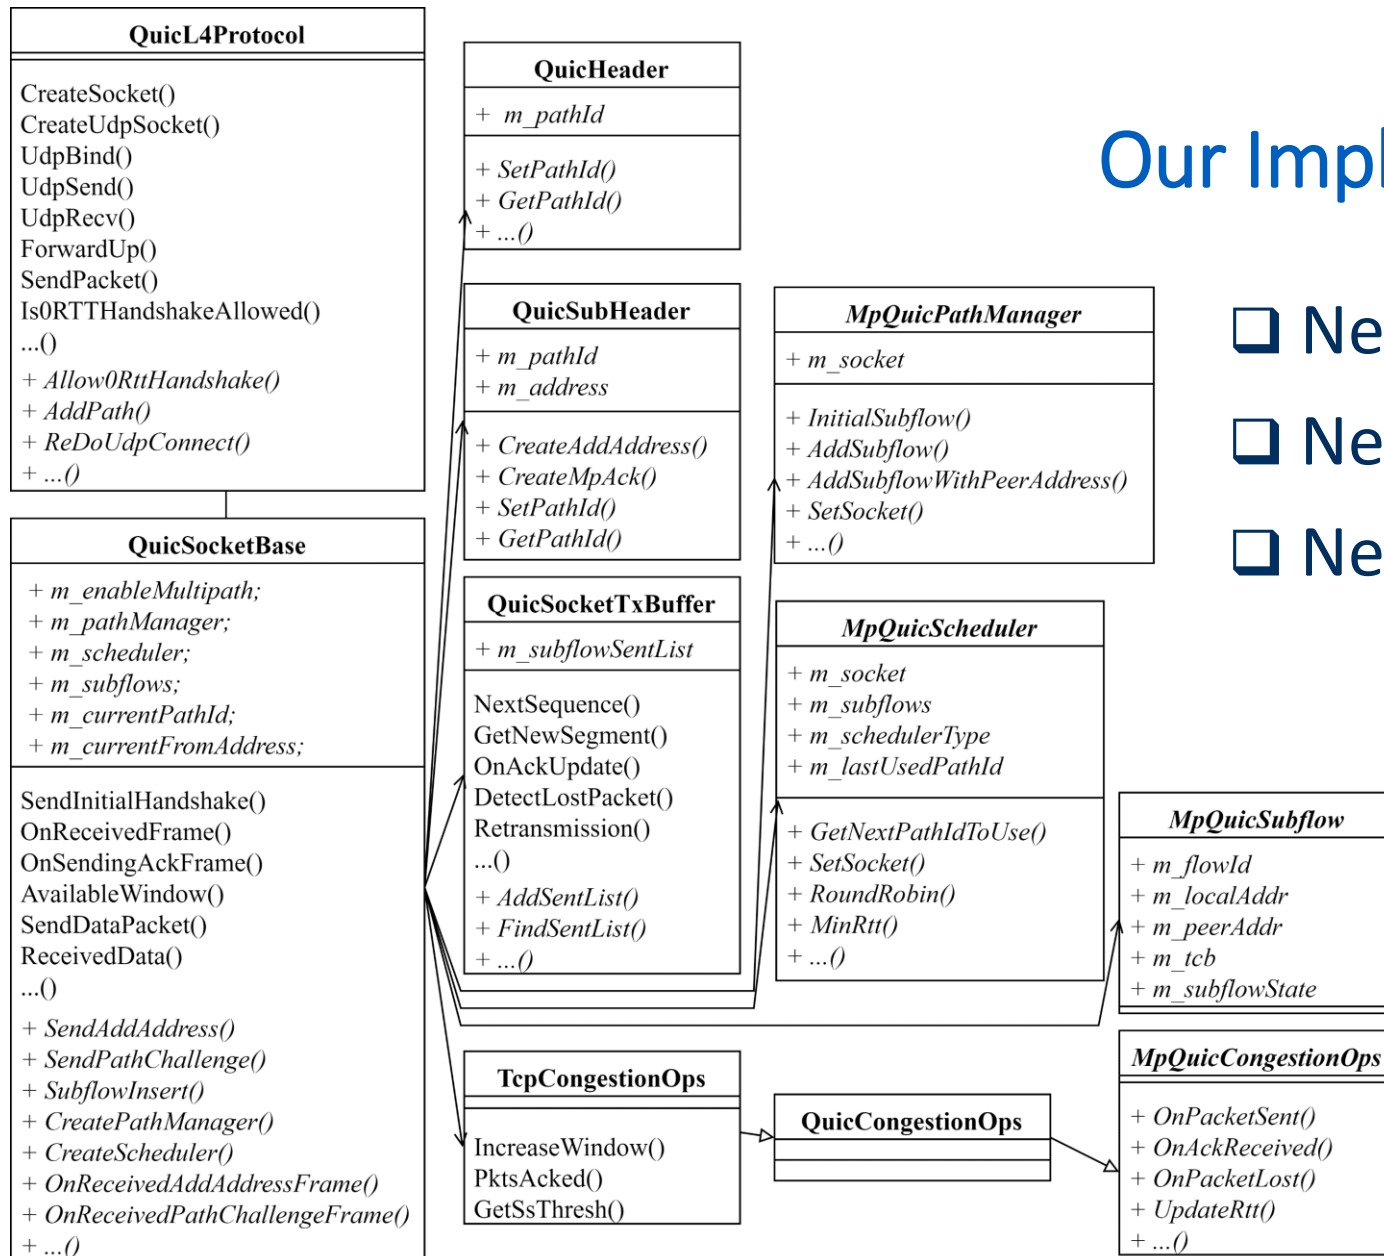 QuicL4Protocol
CreateSocket()
CreateUdpSocket()
UdpBind()
UdpSend()
UdpRecv()
ForwardUp()
SendPacket()
Is0RTTHandshakeAllowed()
...()
+ Allow0RttHandshake()
+ AddPath()
+ ReDoUdpConnect()
+ ...()
QuicSocketBase
+ m_enableMultipath;
+ m_pathManager;
+ m_scheduler;
+ m_subflows;
+ m_currentPathId;
+ m_currentFromAddress;
SendInitialHandshake()
OnReceivedFrame()
OnSendingAckFrame()
AvailableWindow()
SendDataPacket()
ReceivedData()
...()
+ SendAddAddress()
+ SendPathChallenge()
+ SubflowInsert()
+ CreatePathManager()
+ CreateScheduler()
+ OnReceivedAddAddressFrame()
+ OnReceivedPathChallengeFrame()
+ ...()
QuicHeader
+ m_pathId
+ SetPathId()
+ GetPathId()
+ ...()
QuicSubHeader
+ m_pathId
+ m_address
+ CreateAddAddress()
+ CreateMpAck()
+ SetPathId()
+ GetPathId()
QuicSocketTxBuffer
+ m_subflowSentList
NextSequence()
GetNewSegment()
OnAckUpdate()
DetectLostPacket()
Retransmission()
...()
+ AddSentList()
+ FindSentList()
+ ...()
TcpCongestionOps
IncreaseWindow()
PktsAcked()
GetSsThresh()
MpQuicPathManager
+ m_socket
+ InitialSubflow()
+ AddSubflow()
+ AddSubflowWithPeerAddress()
+ SetSocket()
+ ...()
MpQuicScheduler
+ m_socket
+ m_subflows
+ m_schedulerType
+ m_lastUsedPathId
+ GetNextPathIdToUse()
+ SetSocket()
+ RoundRobin()
+ MinRtt()
+ ...()
QuicCongestionOps
MpQuicSubflow
+ m_flowId
+ m_localAddr
+ m_peerAddr
+ m_tcb
+ m_subflowState
MpQuicCongestionOps
+ OnPacketSent()
+ OnAckReceived()
+ OnPacketLost()
+ UpdateRtt()
+ ...()
Our Impl
❑ Ne
❑ Ne
❑ Ne